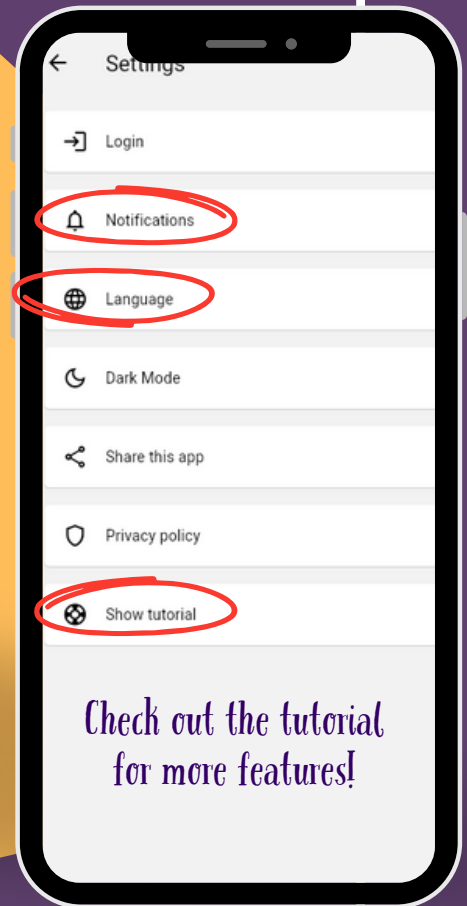 Settings
Login
Notifications
Language
Dark Mode
Share this app
Privacy policy
Show tutorial
Check out the tutorial
for more features!